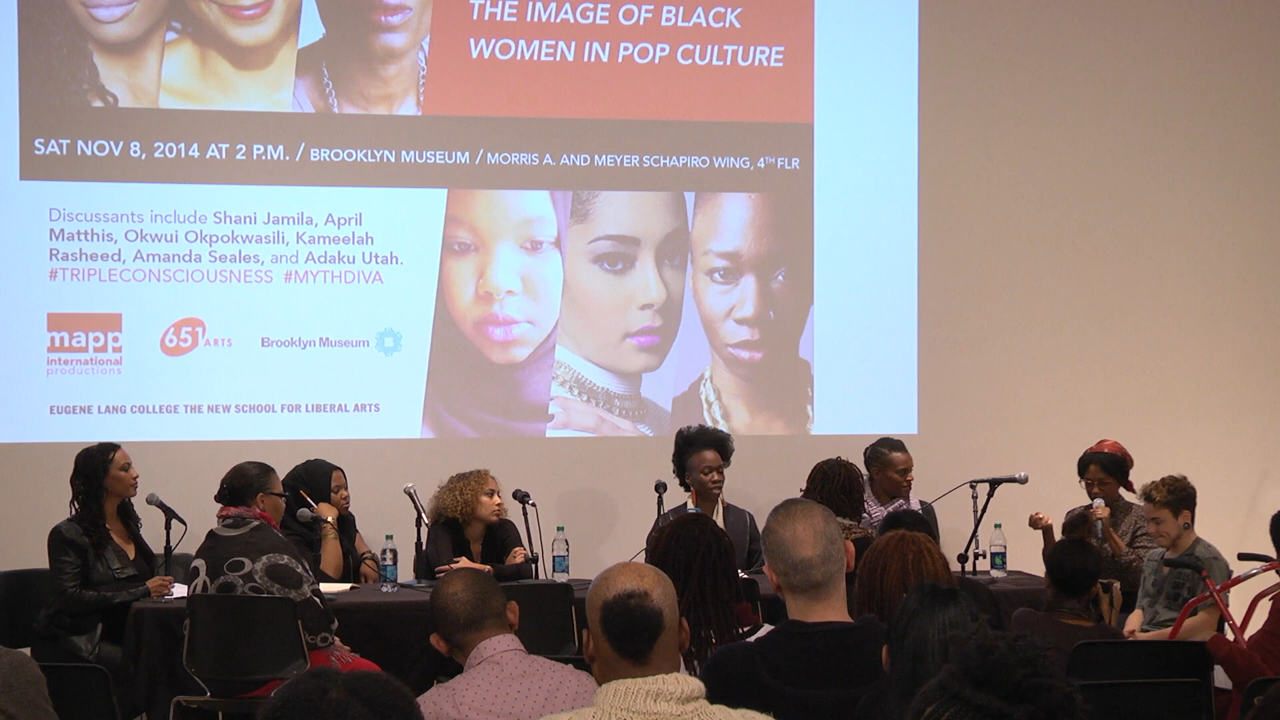 THE IMAGE OF BLACK
WOMEN IN POP CULTURE
SAT NOV 8, 2014 AT 2 P.M. / BROOKLYN MUSEUM / MORRIS A. AND MEYER SCHAPIRO WING, 4TH FLR
Discussants include Shani Jamila, April
Matthis, Okwui Okpokwasili, Kameelah
Rasheed, Amanda Seales, and Adaku Utah.
#TRIPLECONSCIOUSNESS #MYTHDIVA
mapp
international
productions
651 ARTS
Brooklyn Museum B
EUGENE LANG COLLEGE THE NEW SCHOOL FOR LIBERAL ARTS